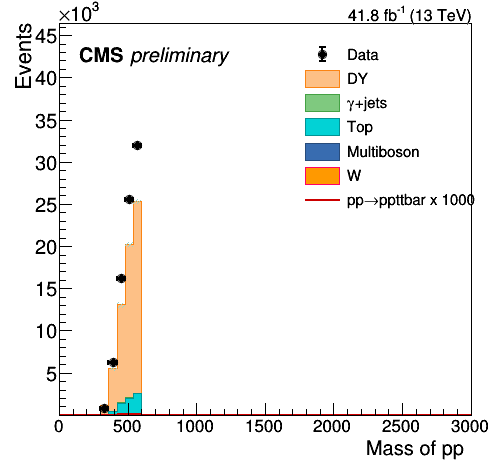 ×10³
41.8 fb⁻¹ (13 TeV)
Events
CMS preliminary
Data
DY
γ+jets
Top
Multiboson
W
pp→ppttbar x 1000
45
40
35
30
25
20
15
10
5
0 500 1000 1500 2000 2500 3000
Mass of pp